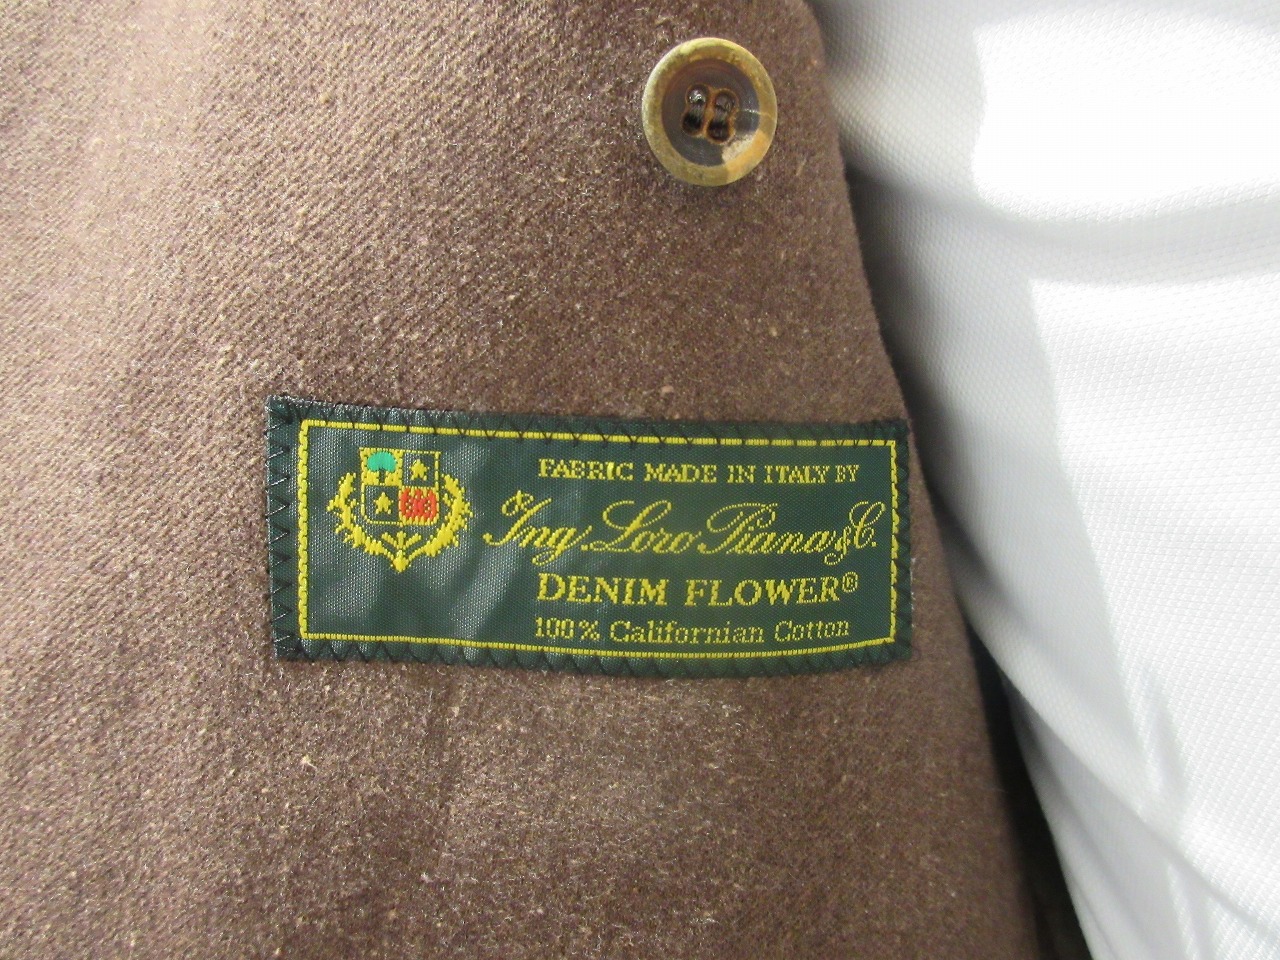 FABRIC MADE IN ITALY BY
Ing. Loro Piana & C.
DENIM FLOWER®
100% Californian Cotton